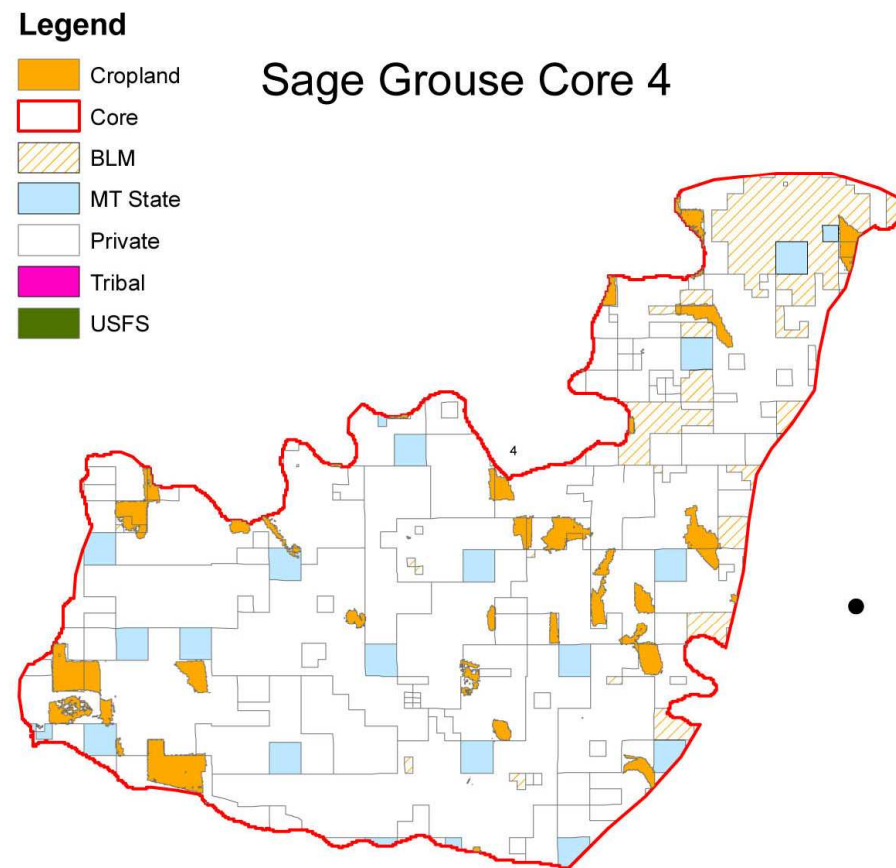 Legend
Sage Grouse Core 4
Cropland
Core
BLM
MT State
Private
Tribal
USFS
4